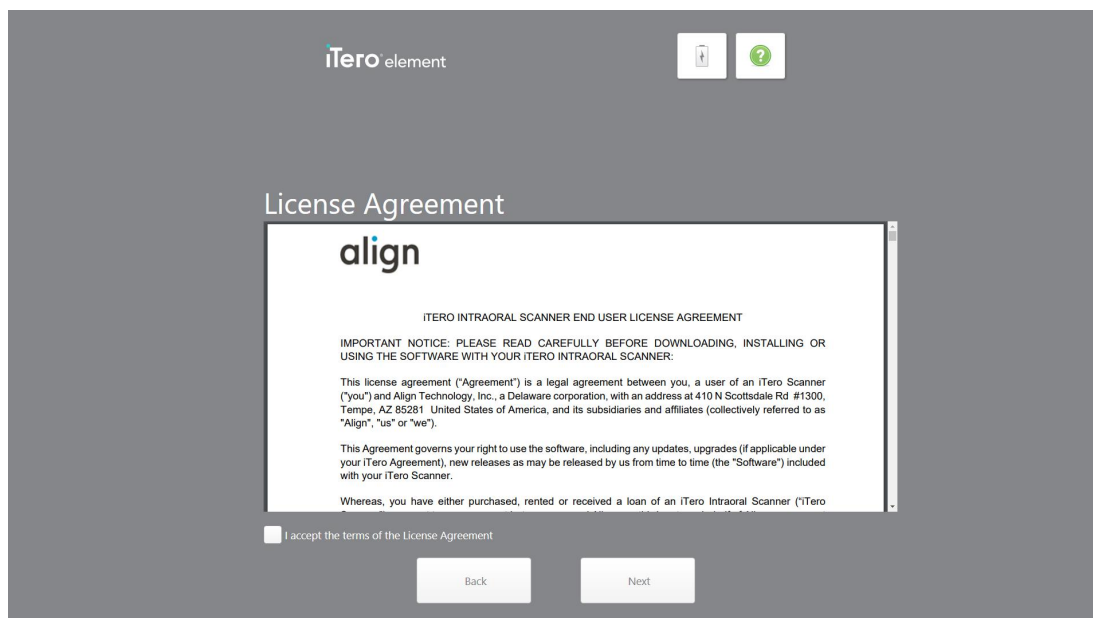 iTero element
?
License Agreement
align
iTERO INTRAORAL SCANNER END USER LICENSE AGREEMENT
IMPORTANT NOTICE: PLEASE READ CAREFULLY BEFORE DOWNLOADING, INSTALLING OR
USING THE SOFTWARE WITH YOUR iTERO INTRAORAL SCANNER:
This license agreement (“Agreement”) is a legal agreement between you, a user of an iTero Scanner
("you") and Align Technology, Inc., a Delaware corporation, with an address at 410 N Scottsdale Rd #1300,
Tempe, AZ 85281 United States of America, and its subsidiaries and affiliates (collectively referred to as
"Align", "us" or "we").
This Agreement governs your right to use the software, including any updates, upgrades (if applicable under
your iTero Agreement), new releases as may be released by us from time to time (the "Software") included
with your iTero Scanner.
Whereas, you have either purchased, rented or received a loan of an iTero Intraoral Scanner (“iTero
I accept the terms of the License Agreement
Back
Next